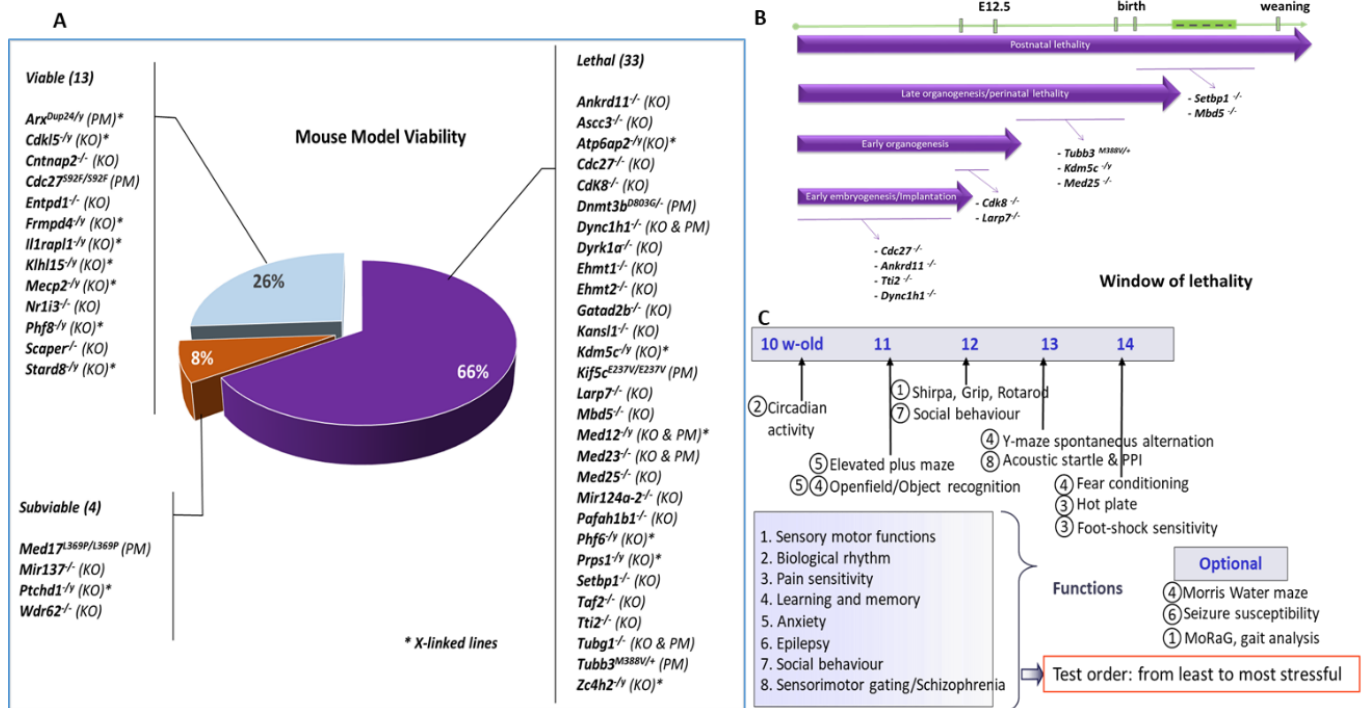 A
Viable (13)
Arx^Dup24/y (PM)*
Cdkl5^-/y (KO)*
Cntnap2^-/- (KO)
Cdc27^S92F/S92F (PM)
Entpd1^-/- (KO)
Frmpd4^-/y (KO)*
Il1rapl1^-/y (KO)*
Klhl15^-/y (KO)*
Mecp2^-/y (KO)*
Nr1i3^-/- (KO)
Phf8^-/y (KO)*
Scaper^-/- (KO)
Stard8^-/y (KO)*
Subviable (4)
Med17^L369P/L369P (PM)
Mir137^-/- (KO)
Ptchd1^-/y (KO)*
Wdr62^-/- (KO)
Mouse Model Viability
26%
8%
66%
* X-linked lines
Lethal (33)
Ankrd11^-/- (KO)
Ascc3^-/- (KO)
Atp6ap2^-/y (KO)*
Cdc27^-/- (KO)
CdK8^-/- (KO)
Dnmt3b^D803G/- (PM)
Dync1h1^-/- (KO & PM)
Dyrk1a^-/- (KO)
Ehmt1^-/- (KO)
Ehmt2^-/- (KO)
Gatad2b^-/- (KO)
Kansl1^-/- (KO)
Kdm5c^-/y (KO)*
Kif5c^E237V/E237V (PM)
Larp7^-/- (KO)
Mbd5^-/- (KO)
Med12^-/y (KO & PM)*
Med23^-/- (KO & PM)
Med25^-/- (KO)
Mir124a-2^-/- (KO)
Pafah1b1^-/- (KO)
Phf6^-/y (KO)*
Prps1^-/y (KO)*
Setbp1^-/- (KO)
Taf2^-/- (KO)
Tti2^-/- (KO)
Tubg1^-/- (KO & PM)
Tubb3^M388V/+ (PM)
Zc4h2^-/y (KO)*
B
E12.5 birth weaning
Postnatal lethality
Late organogenesis/perinatal lethality
- Setbp1 ^-/-
- Mbd5 ^-/-
Early organogenesis
- Tubb3 ^M388V/+
- Kdm5c ^-/y
- Med25 ^-/-
Early embryogenesis/Implantation
- Cdk8 ^-/-
- Larp7^-/-
- Cdc27 ^-/-
- Ankrd11 ^-/-
- Tti2 ^-/-
- Dync1h1 ^-/-
Window of lethality
C
10 w-old 11 12 13 14
② Circadian
activity
① Shirpa, Grip, Rotarod
⑦ Social behaviour
⑤ Elevated plus maze
⑤ ④ Openfield/Object recognition
④ Y-maze spontaneous alternation
⑧ Acoustic startle & PPI
④ Fear conditioning
③ Hot plate
③ Foot-shock sensitivity
1. Sensory motor functions
2. Biological rhythm
3. Pain sensitivity
4. Learning and memory
5. Anxiety
6. Epilepsy
7. Social behaviour
8. Sensorimotor gating/Schizophrenia
Functions
Optional
④ Morris Water maze
⑥ Seizure susceptibility
① MoRaG, gait analysis
Test order: from least to most stressful